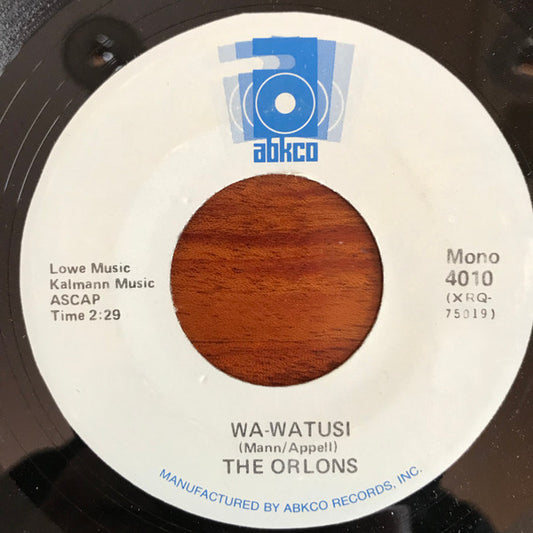 abkco
Lowe Music
Kalmann Music
ASCAP
Time 2:29
Mono
4010
(XRQ-
75019)
WA-WATUSI
(Mann/Appell)
THE ORLONS
MANUFACTURED BY ABKCO RECORDS, INC.